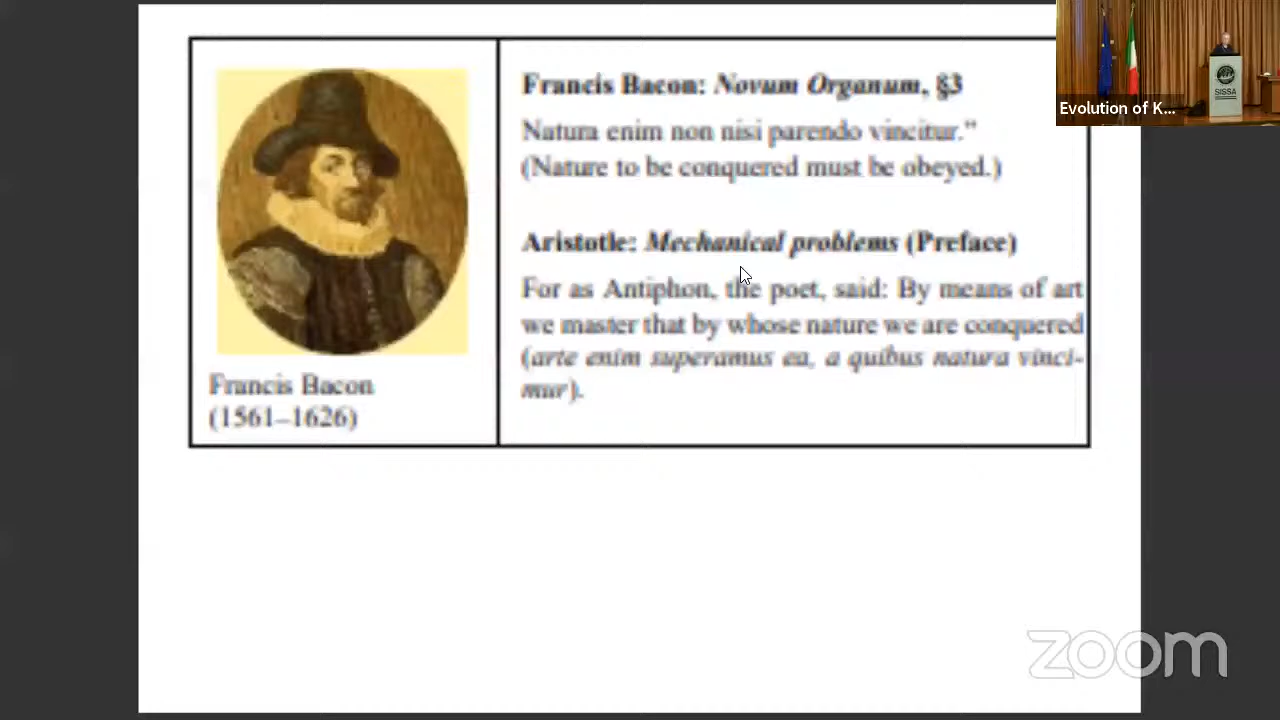 Francis Bacon: Novum Organum, §3
Natura enim non nisi parendo vincitur.”
(Nature to be conquered must be obeyed.)
Aristotle: Mechanical problems (Preface)
For as Antiphon, the poet, said: By means of art
we master that by whose nature we are conquered
(arte enim superamus ea, a quibus natura vinci-
mur).
Francis Bacon
(1561–1626)
SISSA
Evolution of K...
zoom